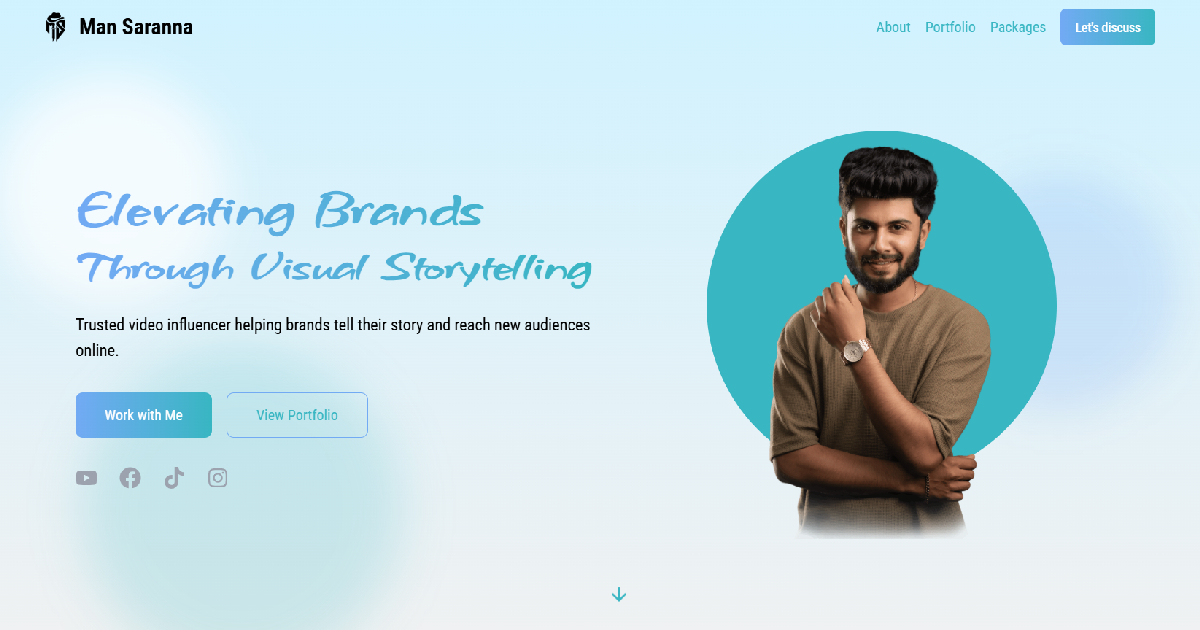 Man Saranna
About
Portfolio
Packages
Let's discuss
Elevating Brands
Through Visual Storytelling
Trusted video influencer helping brands tell their story and reach new audiences
online.
Work with Me
View Portfolio